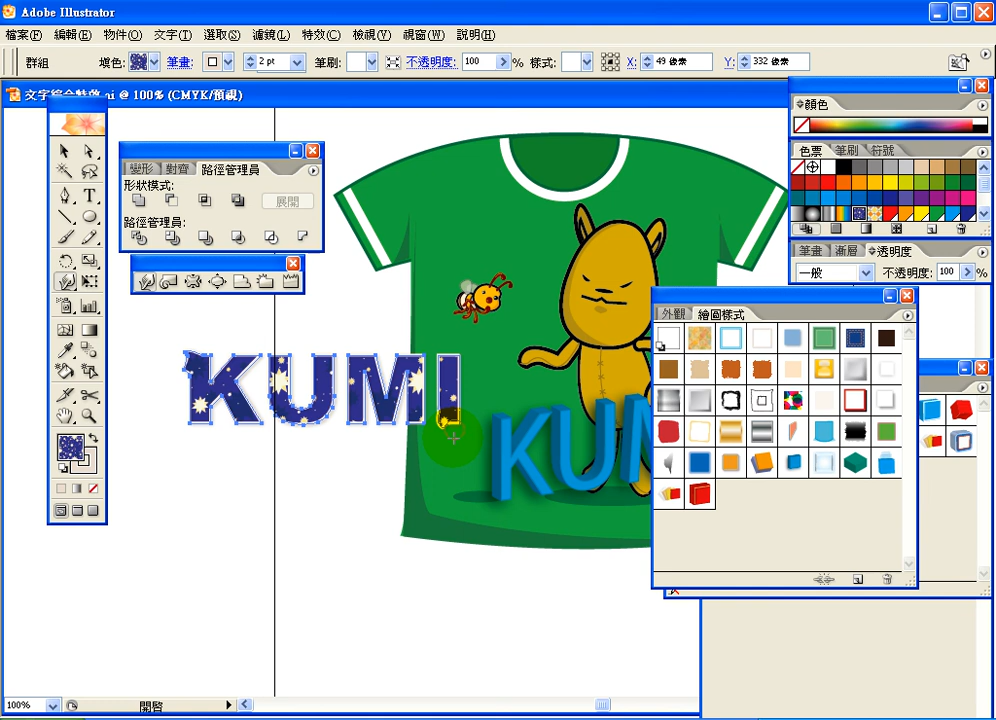 Adobe Illustrator
檔案(F) 編輯(E) 物件(O) 文字(T) 選取(S) 濾鏡(L) 特效(C) 檢視(V) 視窗(W) 說明(H)
群組 填色: 筆畫: 2 pt 筆刷: 不透明度: 100 % 樣式: X: 49 像素 Y: 332 像素
文字綜合特效.ai @ 100% (CMYK/預視)
顏色
變形 對齊 路徑管理員
形狀模式:
展開
路徑管理員:
色票 筆刷 符號
筆畫 漸層 透明度
一般 不透明度: 100 %
外觀 繪圖樣式
KUMI
KUM
100% 開啓